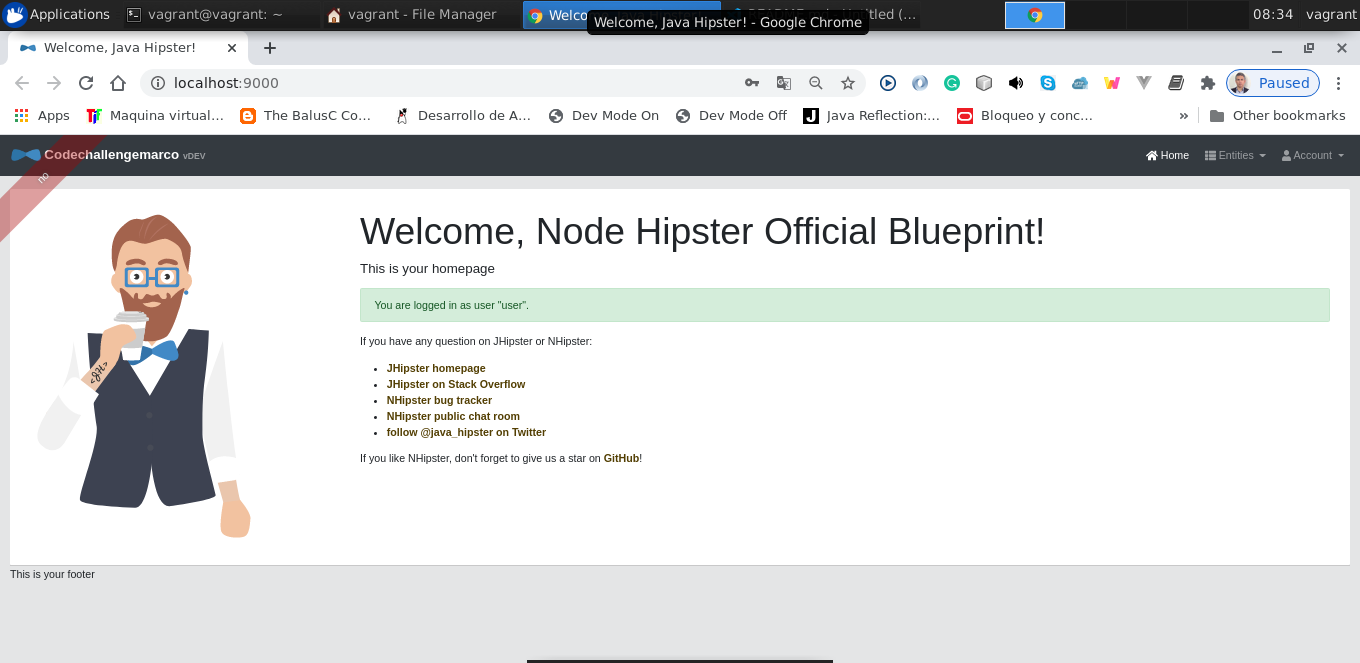 Applications
vagrant@vagrant: ~
vagrant - File Manager
Welco
Welcome, Java Hipster! - Google Chrome
08:34
vagrant
Welcome, Java Hipster!
localhost:9000
Paused
Apps
Maquina virtual…
The BalusC Co…
Desarrollo de A…
Dev Mode On
Dev Mode Off
Java Reflection:…
Bloqueo y conc…
»
Other bookmarks
Codechallengemarco vDEV
Home
Entities
Account
no
Welcome, Node Hipster Official Blueprint!
This is your homepage
You are logged in as user "user".
If you have any question on JHipster or NHipster:
JHipster homepage
JHipster on Stack Overflow
NHipster bug tracker
NHipster public chat room
follow @java_hipster on Twitter
If you like NHipster, don't forget to give us a star on GitHub!
<JH>
This is your footer